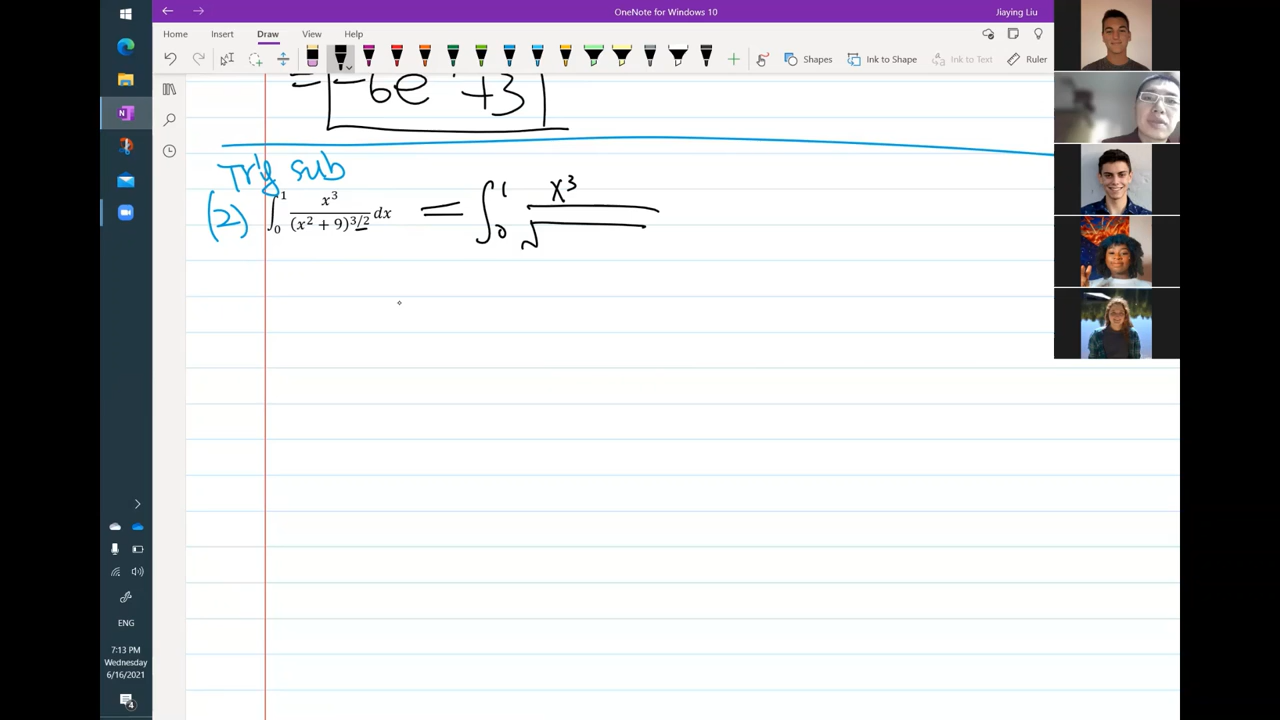 OneNote for Windows 10
Jiaying Liu
Home Insert Draw View Help
Shapes Ink to Shape Ink to Text Ruler
= -6e +3
Trig sub
(2) ∫₀¹ x³/(x² + 9)^{3/2} dx = ∫₀¹ x³/√
ENG
7:13 PM
Wednesday
6/16/2021
4